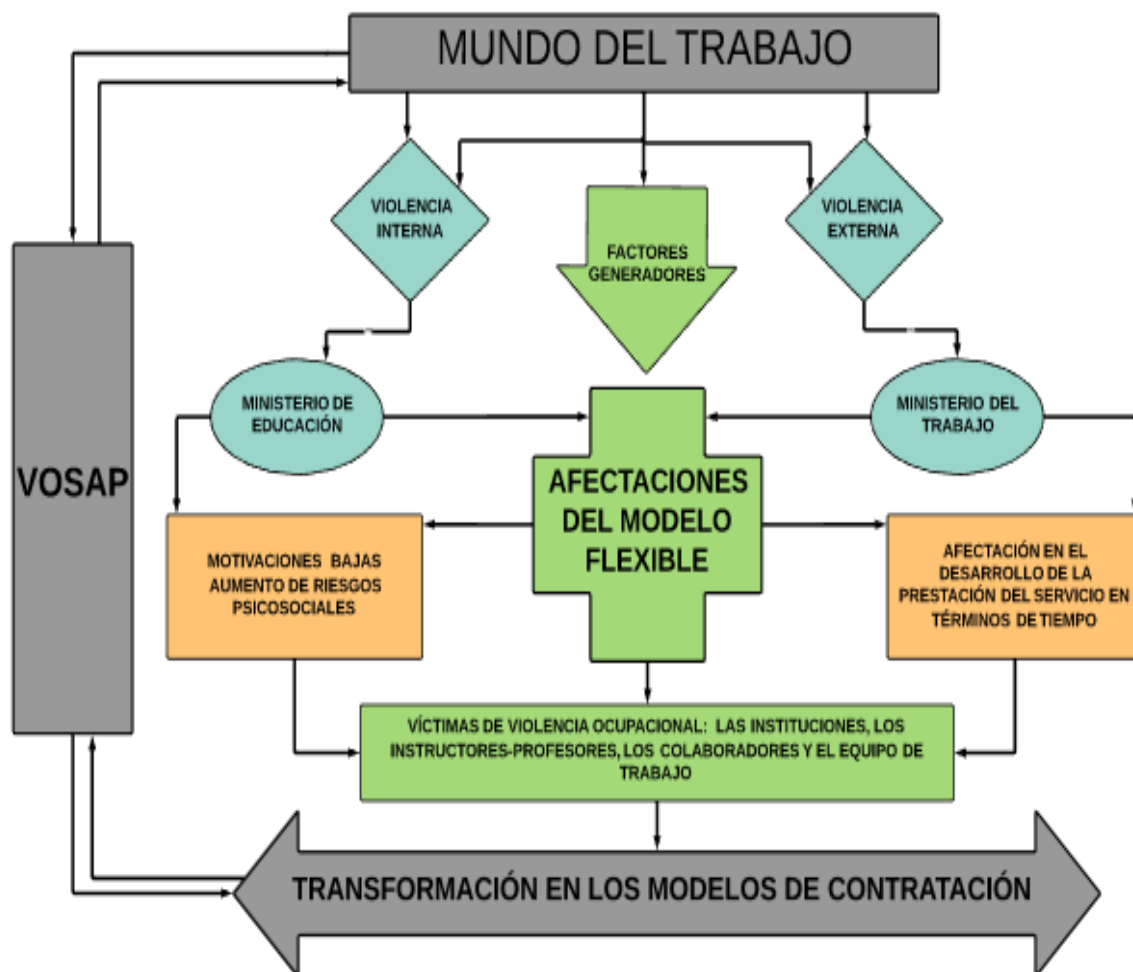 MUNDO DEL TRABAJO
VIOLENCIA
INTERNA
FACTORES
GENERADORES
VIOLENCIA
EXTERNA
MINISTERIO DE
EDUCACIÓN
MINISTERIO DEL
TRABAJO
VOSAP
AFECTACIONES
DEL MODELO
FLEXIBLE
MOTIVACIONES BAJAS
AUMENTO DE RIESGOS
PSICOSOCIALES
AFECTACIÓN EN EL
DESARROLLO DE LA
PRESTACIÓN DEL SERVICIO EN
TÉRMINOS DE TIEMPO
VÍCTIMAS DE VIOLENCIA OCUPACIONAL: LAS INSTITUCIONES, LOS
INSTRUCTORES-PROFESORES, LOS COLABORADORES Y EL EQUIPO DE
TRABAJO
TRANSFORMACIÓN EN LOS MODELOS DE CONTRATACIÓN